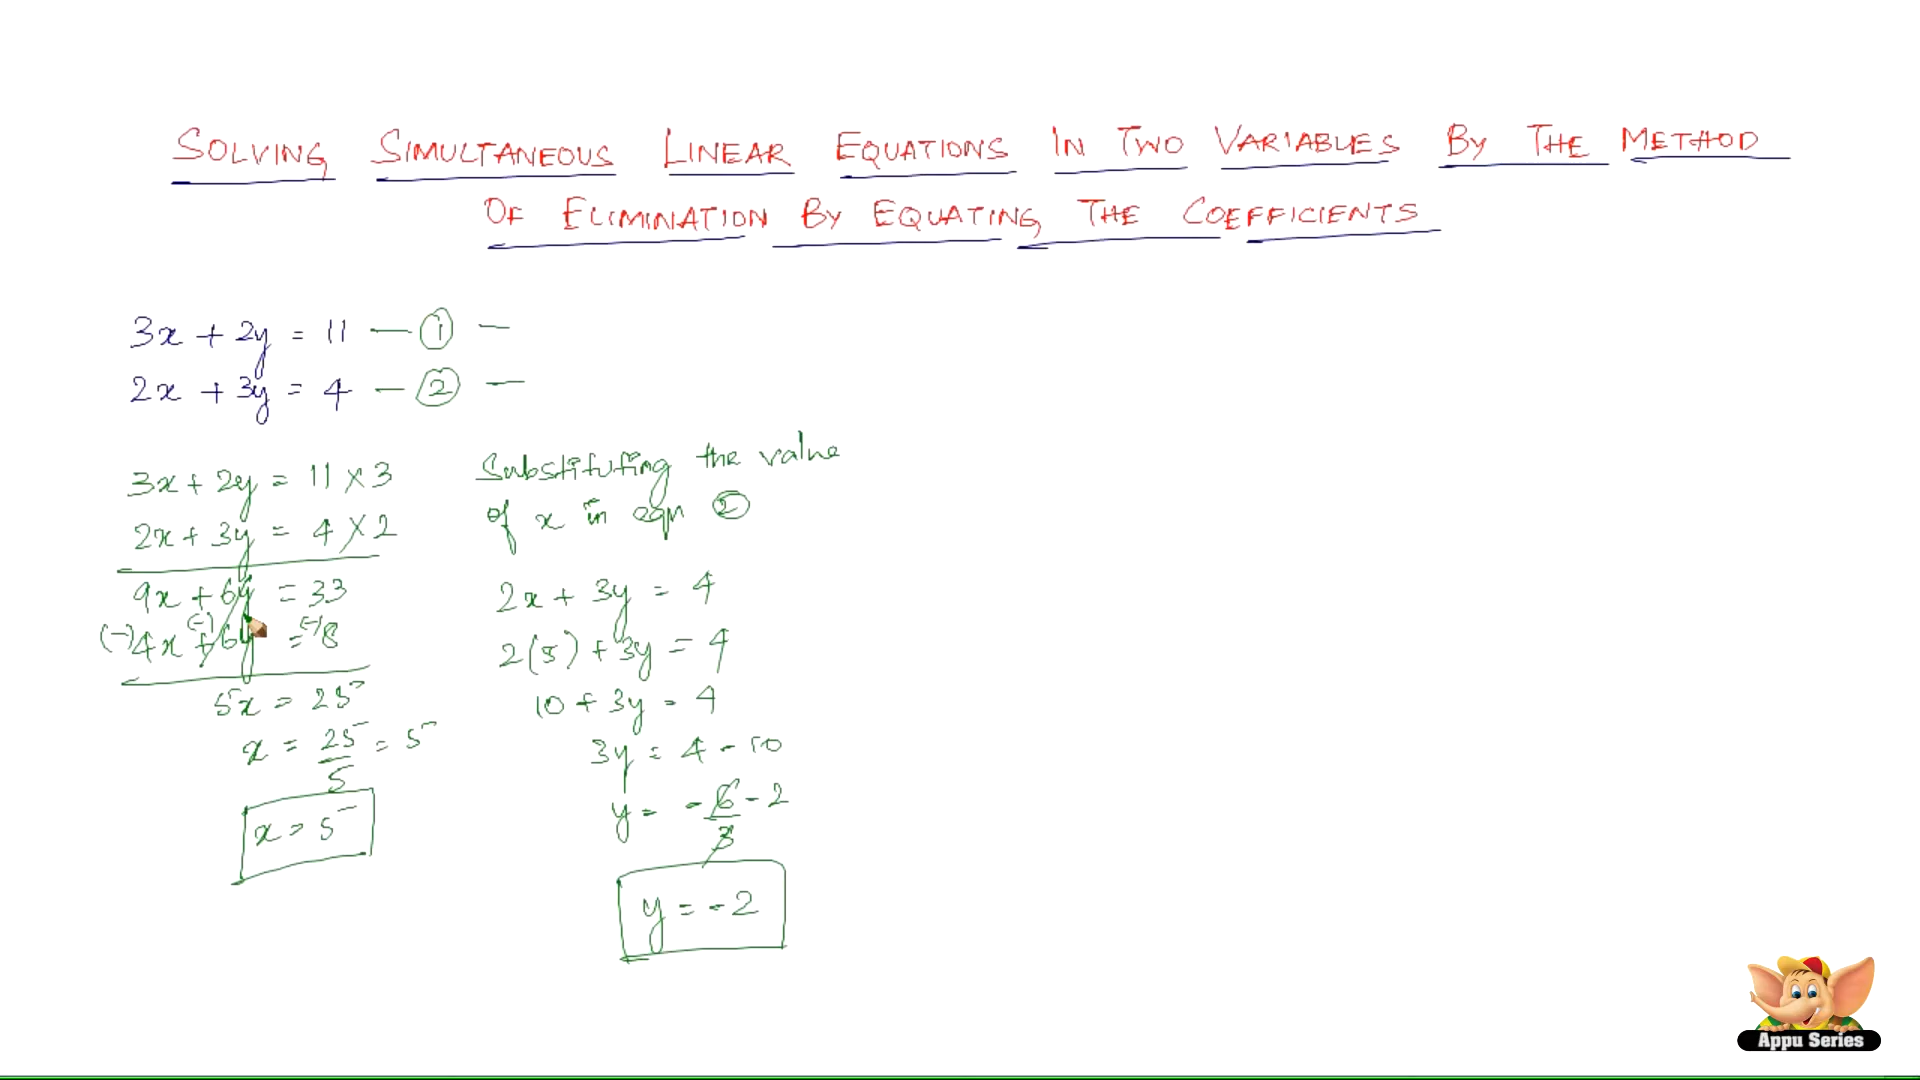 SOLVING SIMULTANEOUS LINEAR EQUATIONS IN TWO VARIABLES BY THE METHOD
OF ELIMINATION BY EQUATING THE COEFFICIENTS
3x + 2y = 11 — ① —
2x + 3y = 4 — ② —
3x + 2y = 11 × 3
2x + 3y = 4 × 2
9x + 6y = 33
(-)4x (-)+6y = (-)8
5x = 25
x = 25/5 = 5
x = 5
Substituting the value
of x in eqn ②
2x + 3y = 4
2(5) + 3y = 4
10 + 3y = 4
3y = 4 - 10
y = -6/3 - 2
y = -2
Appu Series